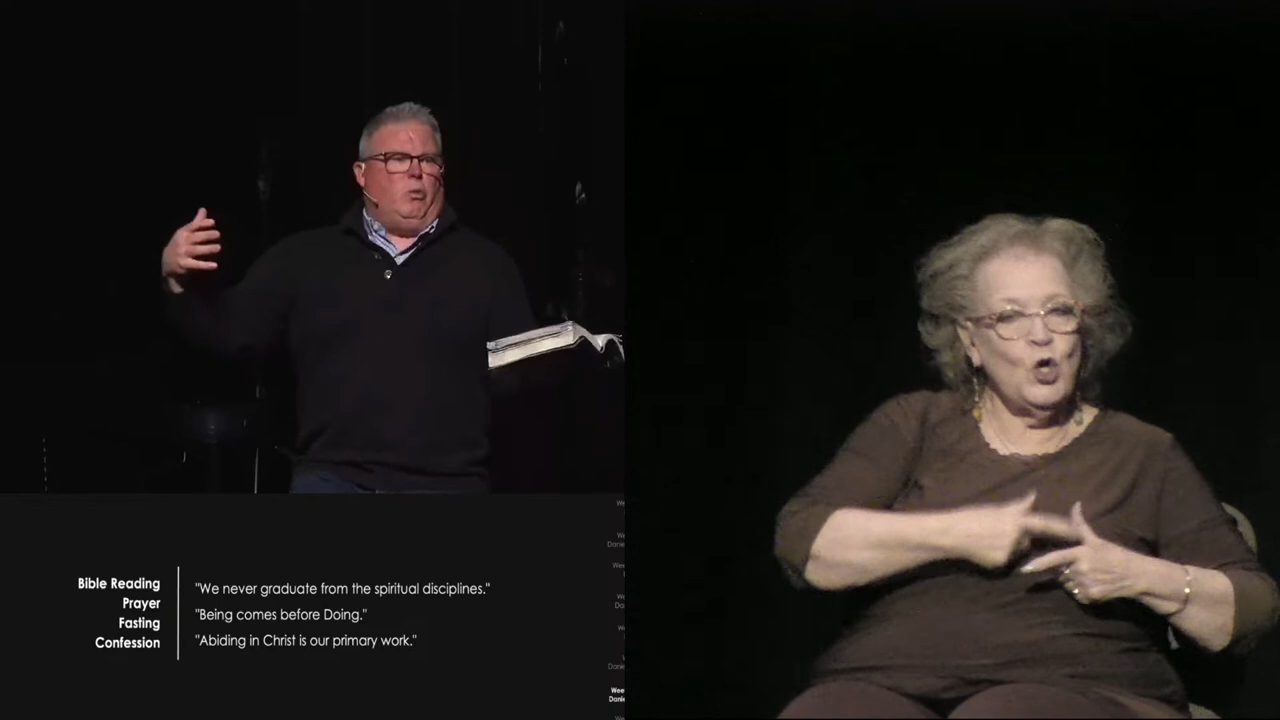 Bible Reading
Prayer
Fasting
Confession
"We never graduate from the spiritual disciplines."
"Being comes before Doing."
"Abiding in Christ is our primary work."